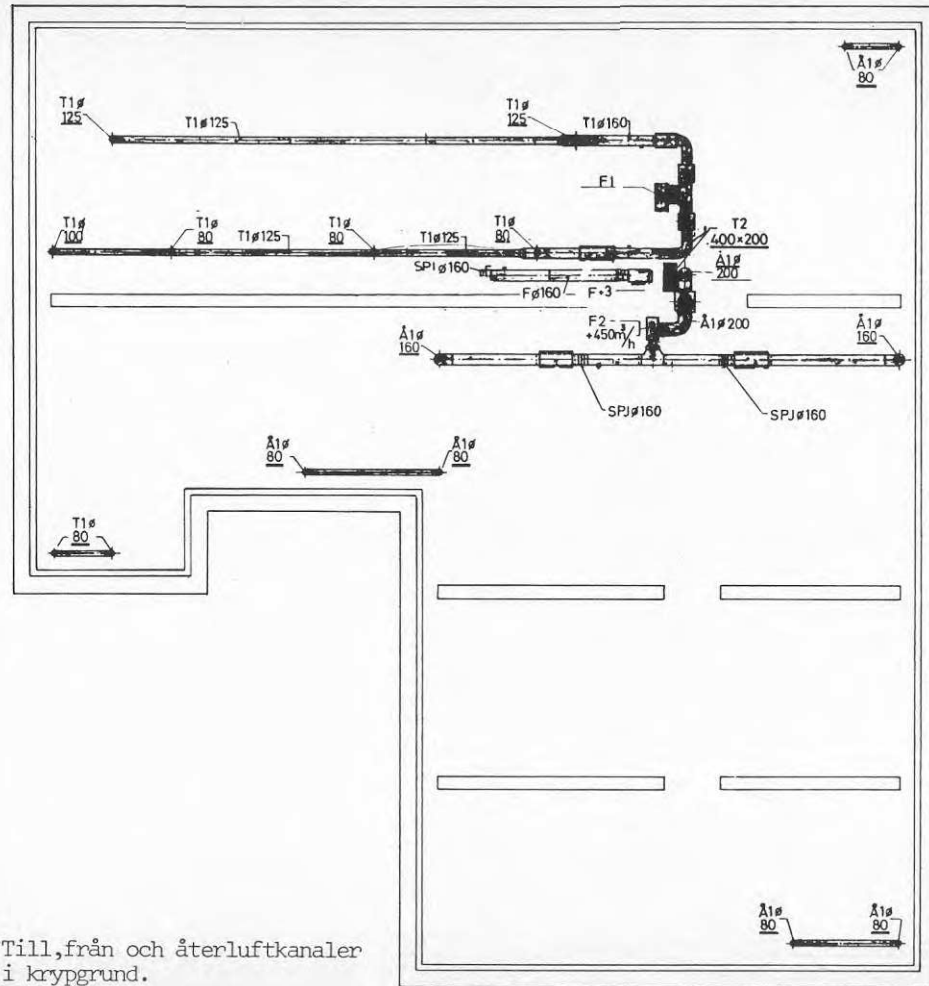 Å1ø
80
T1ø
125
T1ø125
T1ø
125
T1ø160
F1
T1ø
100
T1ø
80
T1ø125
T1ø
80
T1ø125
T1ø
80
T2
400×200
SPIø160
Å1ø
200
Fø160
F+3
F2
+450m³/h
Å1ø200
Å1ø
160
Å1ø
160
SPJø160
SPJø160
Å1ø
80
Å1ø
80
T1ø
80
Å1ø
80
Å1ø
80
Till,från och återluftkanaler
i krypgrund.